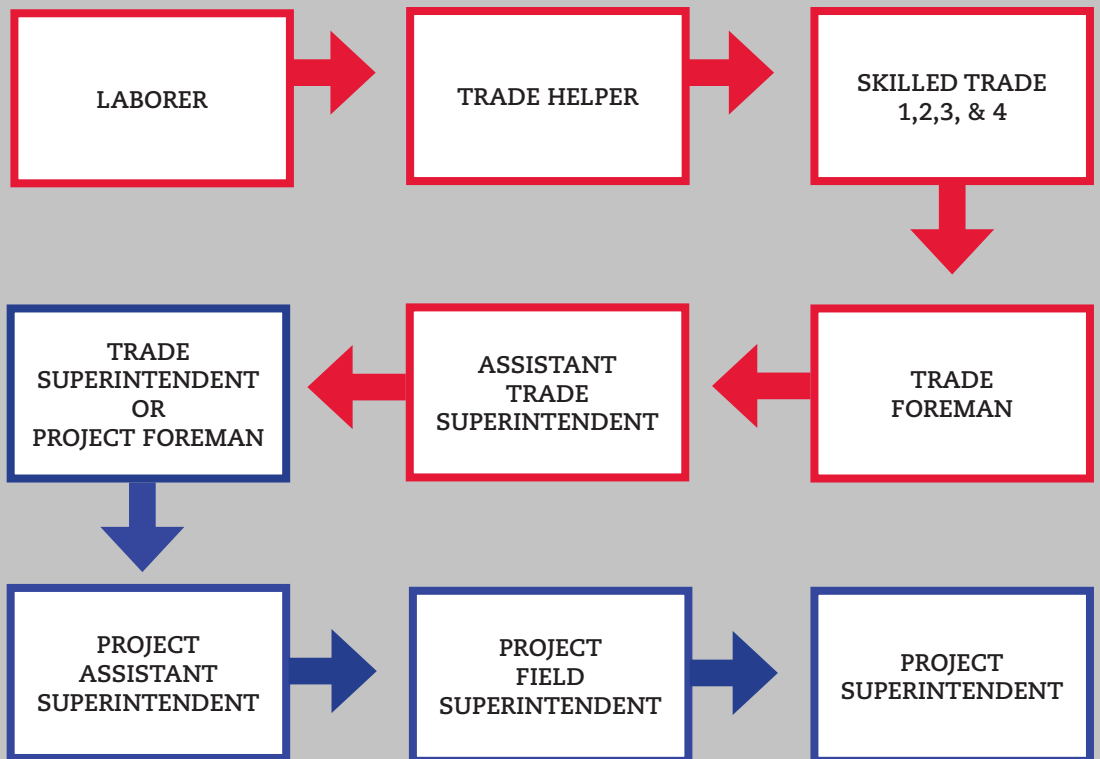 LABORER
TRADE HELPER
SKILLED TRADE
1,2,3, & 4
TRADE
FOREMAN
ASSISTANT
TRADE
SUPERINTENDENT
TRADE
SUPERINTENDENT
OR
PROJECT FOREMAN
PROJECT
ASSISTANT
SUPERINTENDENT
PROJECT
FIELD
SUPERINTENDENT
PROJECT
SUPERINTENDENT